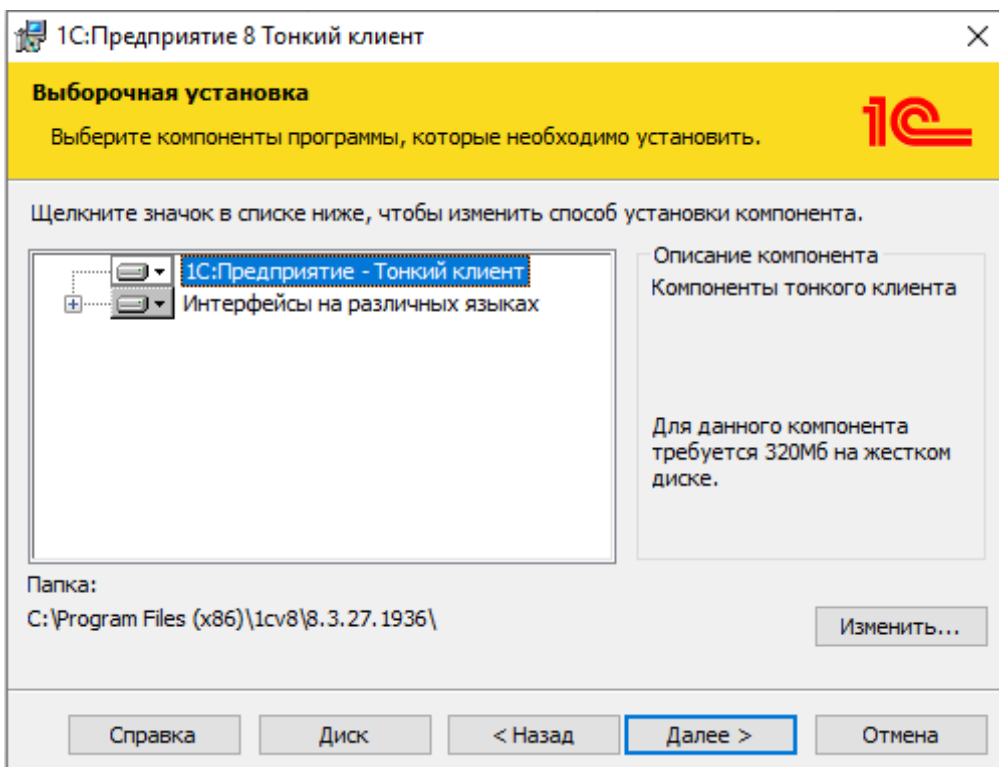 1С:Предприятие 8 Тонкий клиент
Выборочная установка
Выберите компоненты программы, которые необходимо установить.
1С
Щелкните значок в списке ниже, чтобы изменить способ установки компонента.
1С:Предприятие - Тонкий клиент
Интерфейсы на различных языках
Описание компонента
Компоненты тонкого клиента
Для данного компонента
требуется 320Мб на жестком
диске.
Папка:
C:\Program Files (x86)\1cv8\8.3.27.1936\
Изменить...
Справка
Диск
< Назад
Далее >
Отмена